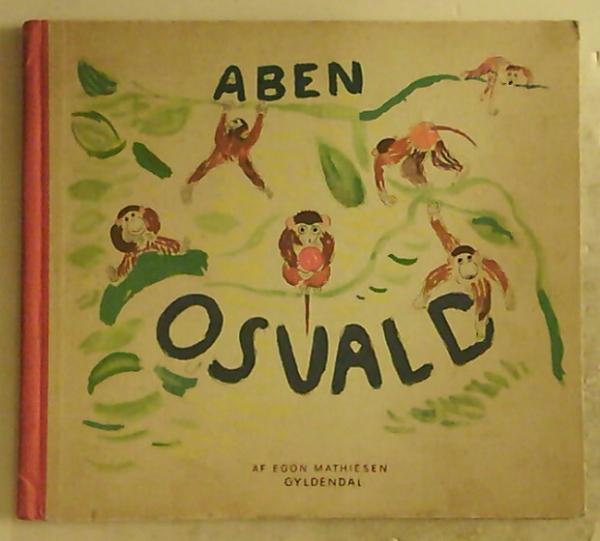 ABEN
OSVALD
AF EGON MATHIESEN
GYLDENDAL